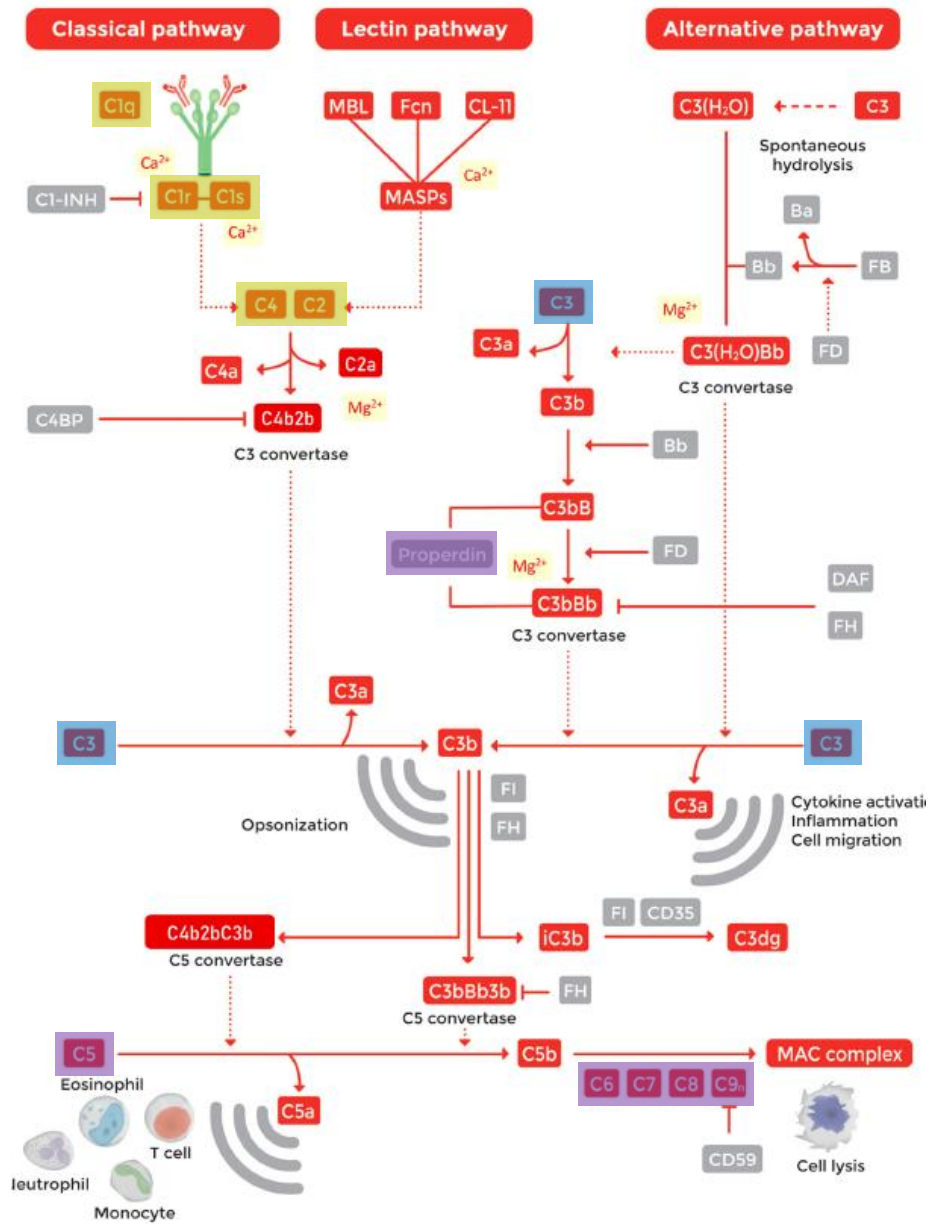 Classical pathway
Lectin pathway
Alternative pathway
C1q
MBL
Fcn
CL-11
C3(H₂O)
C3
Spontaneous
hydrolysis
Ca²⁺
Ca²⁺
C1-INH
C1r
C1s
MASPs
Ba
Ca²⁺
Bb
FB
C4
C2
C3
Mg²⁺
C3a
C3(H₂O)Bb
FD
C4a
C2a
C3 convertase
C4BP
C4b2b
Mg²⁺
C3b
C3 convertase
Bb
C3bB
Properdin
Mg²⁺
FD
DAF
C3bBb
FH
C3 convertase
C3a
C3
C3b
C3
FI
C3a
Cytokine activati
Inflammation
Cell migration
Opsonization
FH
FI
CD35
C4b2bC3b
iC3b
C3dg
C5 convertase
C3bBb3b
FH
C5 convertase
C5
C5b
MAC complex
Eosinophil
C6
C7
C8
C9n
C5a
T cell
CD59
Cell lysis
leutrophil
Monocyte